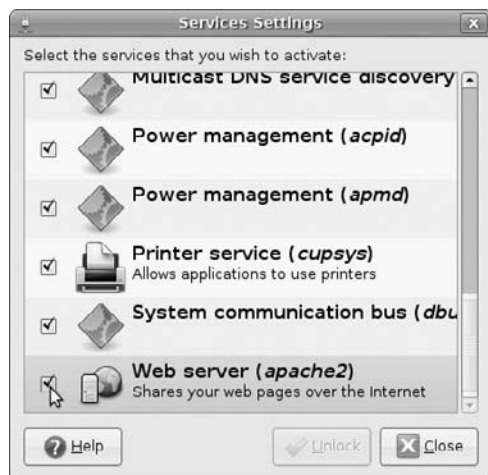 Services Settings
Select the services that you wish to activate:
Multicast DNS service discovery
Power management (acpid)
Power management (apmd)
Printer service (cupsys)
Allows applications to use printers
System communication bus (dbu
Web server (apache2)
Shares your web pages over the Internet
Help
Unlock
Close